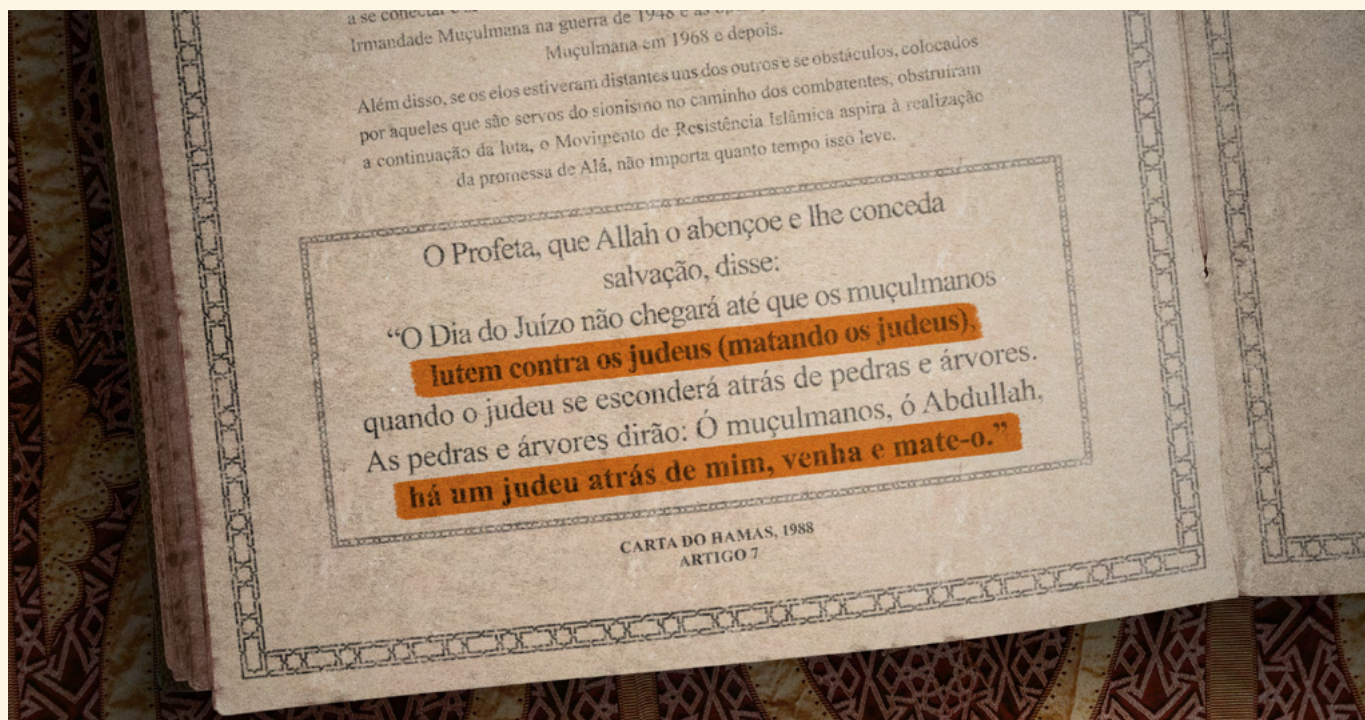 a se conectar
Irmandade Muçulmana na guerra de 1948 e as
Muçulmana em 1968 e depois.
Além disso, se os elos estiveram distantes uns dos outros e se obstáculos, colocados
por aqueles que são servos do sionismo no caminho dos combatentes, obstruíram
a continuação da luta, o Movimento de Resistência Islâmica aspira à realização
da promessa de Alá, não importa quanto tempo isso leve.
O Profeta, que Allah o abençoe e lhe conceda
salvação, disse:
“O Dia do Juízo não chegará até que os muçulmanos
lutem contra os judeus (matando os judeus),
quando o judeu se esconderá atrás de pedras e árvores.
As pedras e árvores dirão: Ó muçulmanos, ó Abdullah,
há um judeu atrás de mim, venha e mate-o.”
CARTA DO HAMAS, 1988
ARTIGO 7